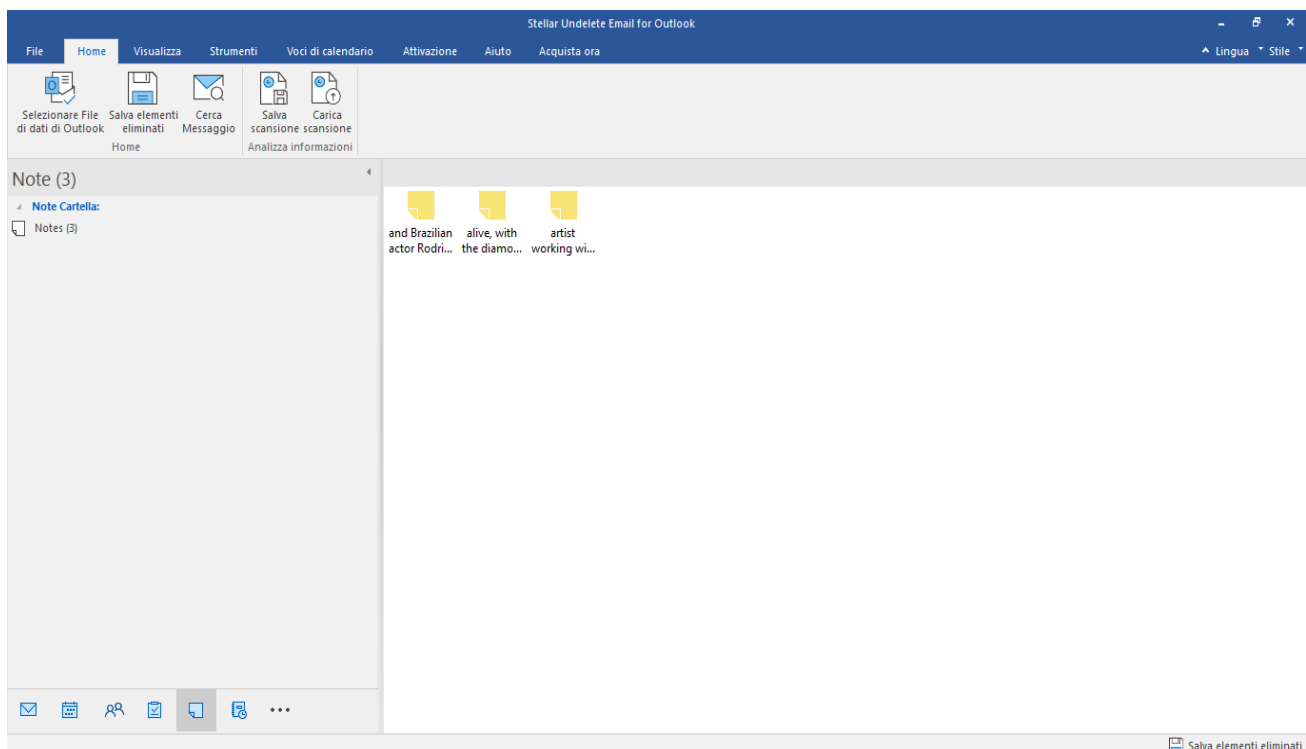 Stellar Undelete Email for Outlook
File Home Visualizza Strumenti Voci di calendario Attivazione Aiuto Acquista ora Lingua Stile
Selezionare File di dati di Outlook
Salva elementi eliminati
Cerca Messaggio
Salva scansione
Carica scansione
Home
Analizza informazioni
Note (3)
Note Cartella:
Notes (3)
and Brazilian
actor Rodri...
alive, with
the diamo...
artist
working wi...
Salva elementi eliminati